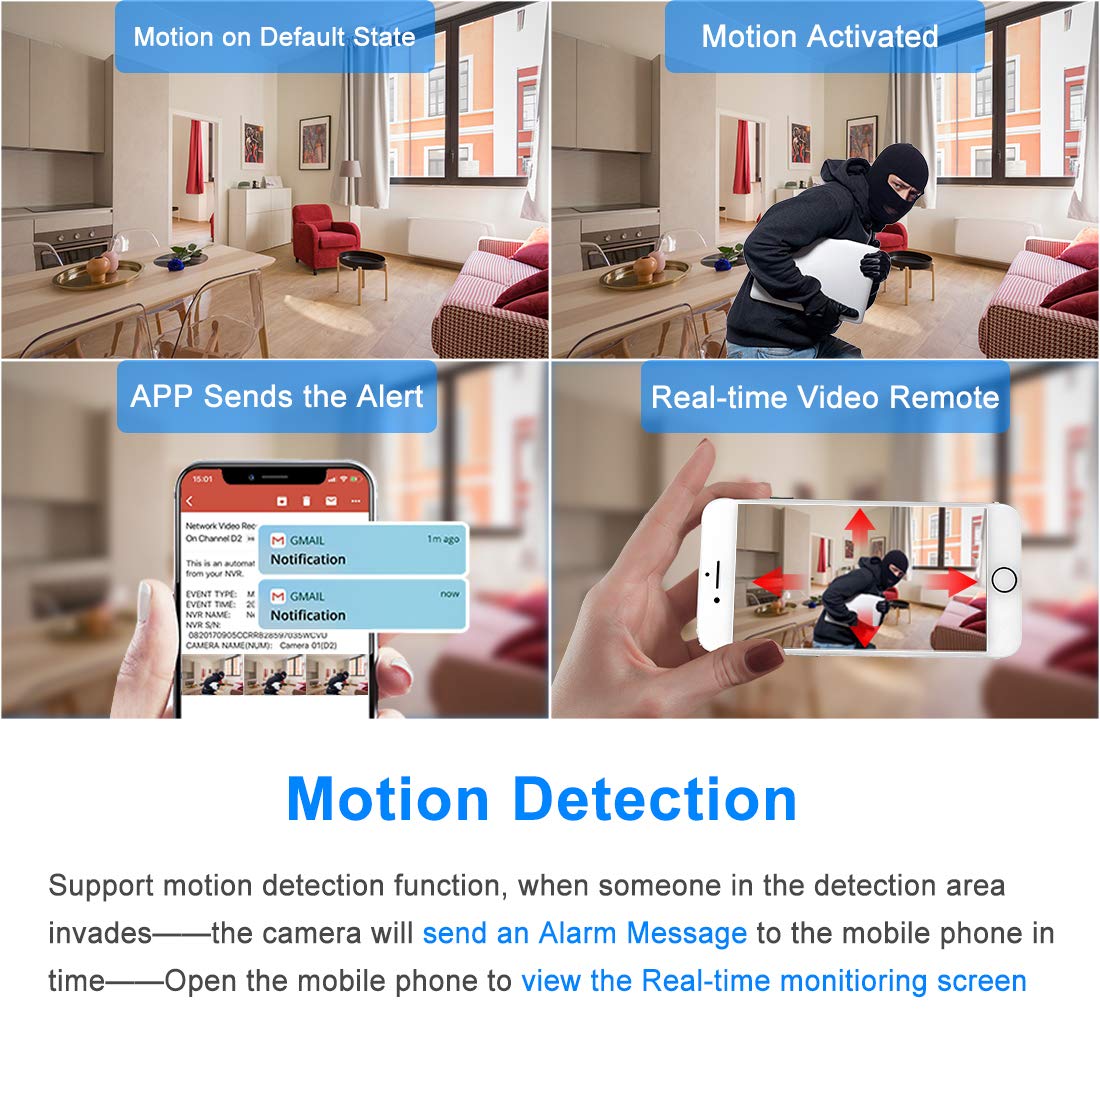 Motion on Default State
Motion Activated
APP Sends the Alert
Real-time Video Remote
15:01
Network Video Rec
On Channel D2
This is an automat
from your NVR.
EVENT TYPE: M
EVENT TIME: 20
NVR NAME: Ne
NVR S/N:
0820170905CCRRB28597035WCVU
CAMERA NAME(NUM): Camera 01(D2)
GMAIL 1m ago
Notification
GMAIL now
Notification
Motion Detection
Support motion detection function, when someone in the detection area
invades——the camera will send an Alarm Message to the mobile phone in
time——Open the mobile phone to view the Real-time monitioring screen